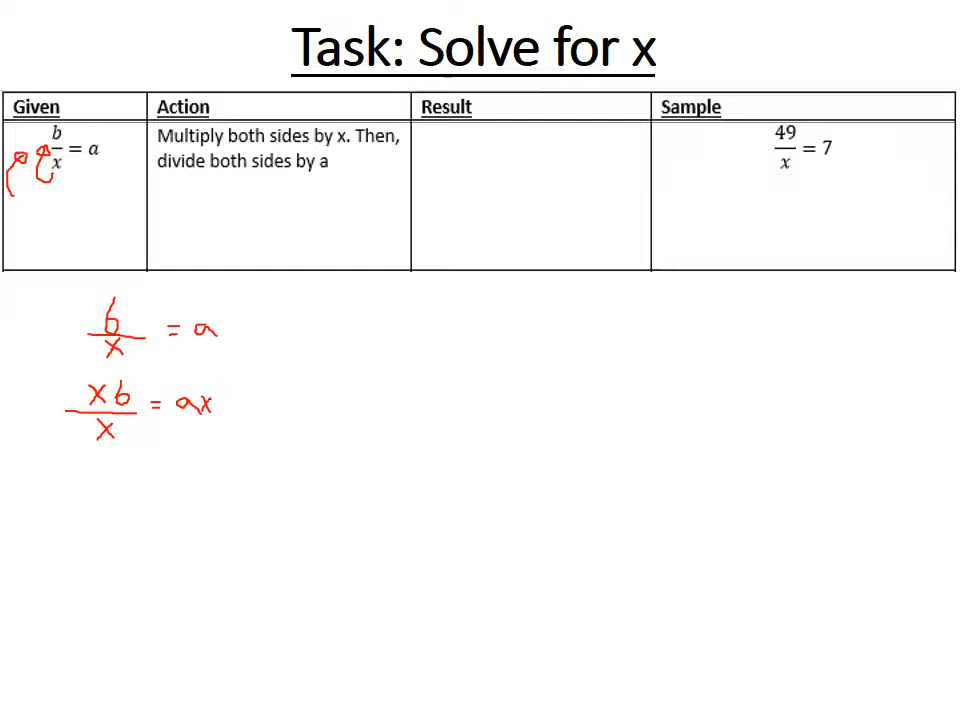 Task: Solve for x
Given Action Result Sample
b/x = a
Multiply both sides by x. Then,
divide both sides by a
49/x = 7
b/x = a
xb/x = ax